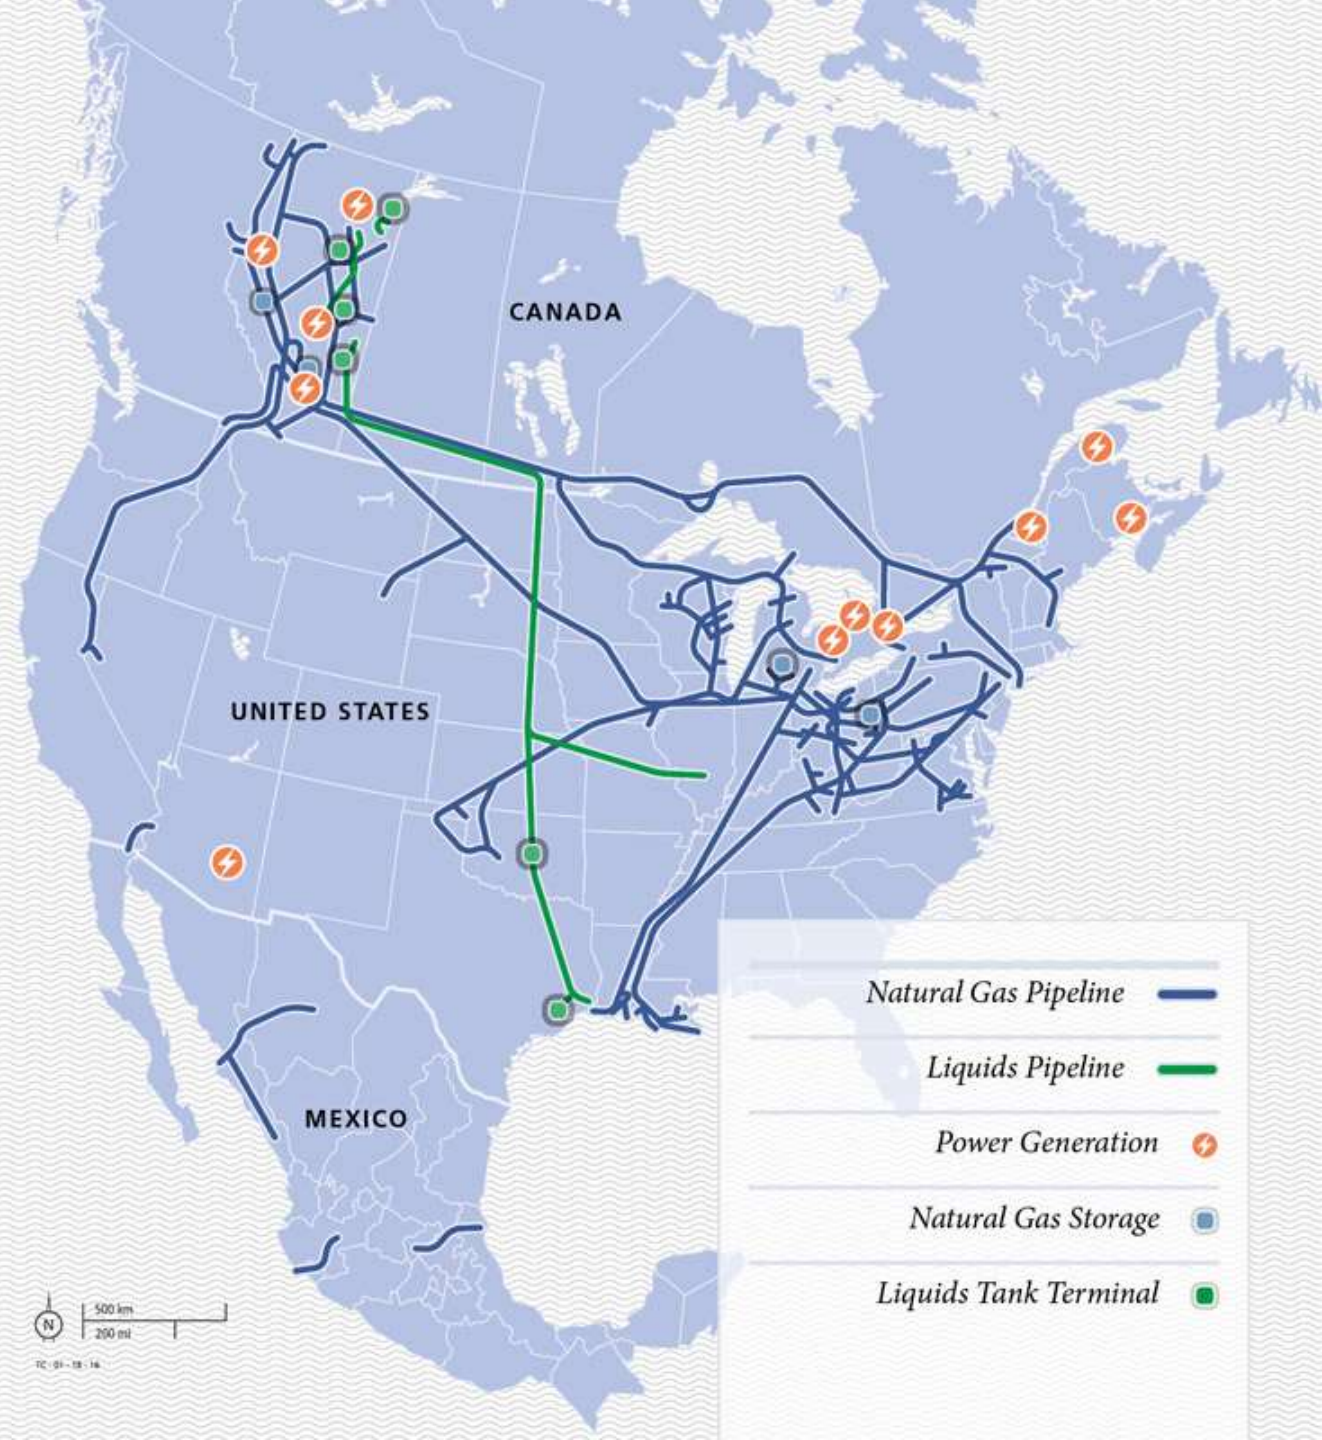 CANADA
UNITED STATES
MEXICO
Natural Gas Pipeline
Liquids Pipeline
Power Generation
Natural Gas Storage
Liquids Tank Terminal
500 km
N
200 mi